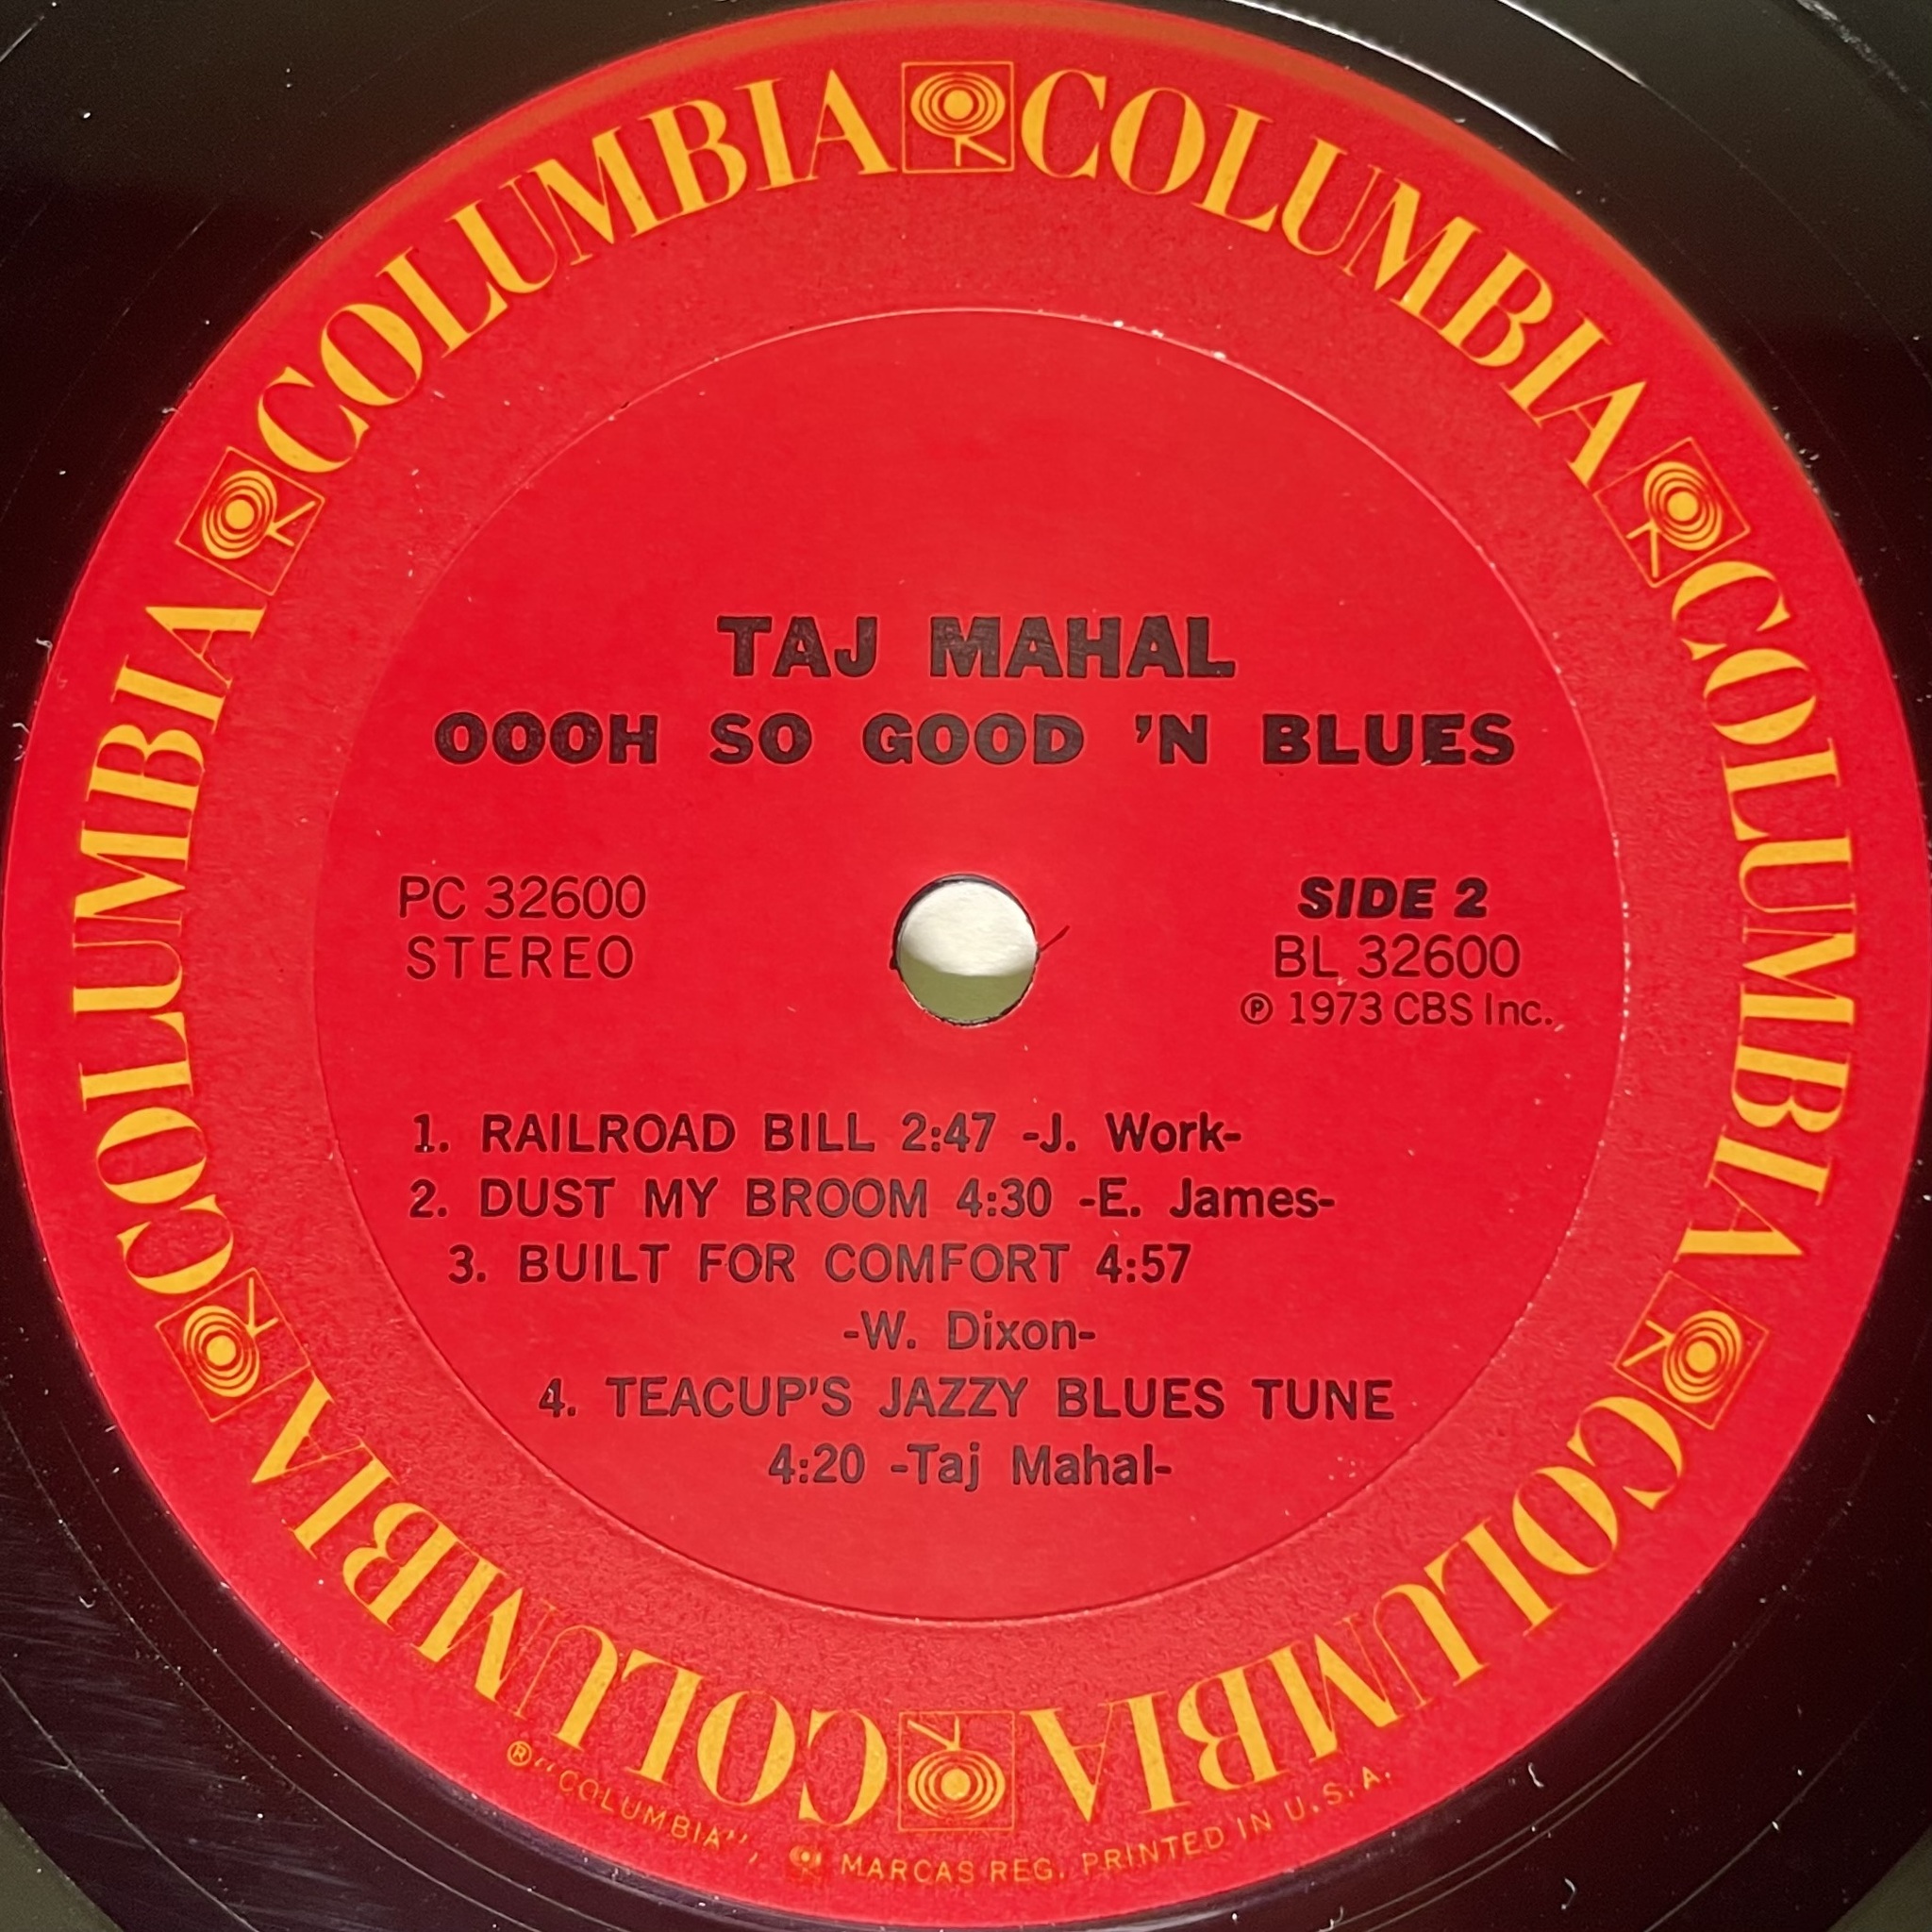 COLUMBIA COLUMBIA COLUMBIA COLUMBIA COLUMBIA COLUMBIA
TAJ MAHAL
OOOH SO GOOD 'N BLUES
PC 32600
STEREO
SIDE 2
BL 32600
Ⓟ 1973 CBS Inc.
1. RAILROAD BILL 2:47 -J. Work-
2. DUST MY BROOM 4:30 -E. James-
3. BUILT FOR COMFORT 4:57
-W. Dixon-
4. TEACUP'S JAZZY BLUES TUNE
4:20 -Taj Mahal-
® "COLUMBIA", MARCAS REG. PRINTED IN U.S.A.